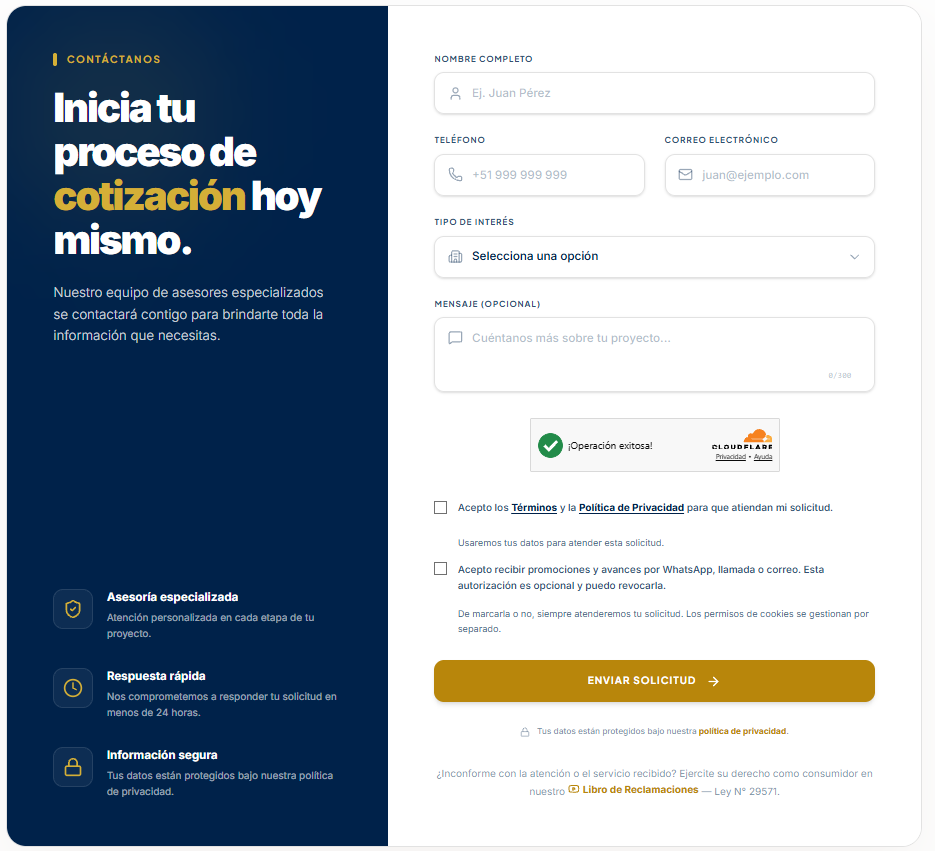 CONTÁCTANOS
Inicia tu
proceso de
cotización hoy
mismo.
Nuestro equipo de asesores especializados
se contactará contigo para brindarte toda la
información que necesitas.
Asesoría especializada
Atención personalizada en cada etapa de tu
proyecto.
Respuesta rápida
Nos comprometemos a responder tu solicitud en
menos de 24 horas.
Información segura
Tus datos están protegidos bajo nuestra política
de privacidad.
NOMBRE COMPLETO
Ej. Juan Pérez
TELÉFONO
+51 999 999 999
CORREO ELECTRÓNICO
juan@ejemplo.com
TIPO DE INTERÉS
Selecciona una opción
MENSAJE (OPCIONAL)
Cuéntanos más sobre tu proyecto...
0/300
¡Operación exitosa!
CLOUDFLARE
Privacidad • Ayuda
Acepto los Términos y la Política de Privacidad para que atiendan mi solicitud.
Usaremos tus datos para atender esta solicitud.
Acepto recibir promociones y avances por WhatsApp, llamada o correo. Esta
autorización es opcional y puedo revocarla.
De marcarla o no, siempre atenderemos tu solicitud. Los permisos de cookies se gestionan por
separado.
ENVIAR SOLICITUD
Tus datos están protegidos bajo nuestra política de privacidad.
¿Inconforme con la atención o el servicio recibido? Ejercite su derecho como consumidor en
nuestro Libro de Reclamaciones — Ley N° 29571.